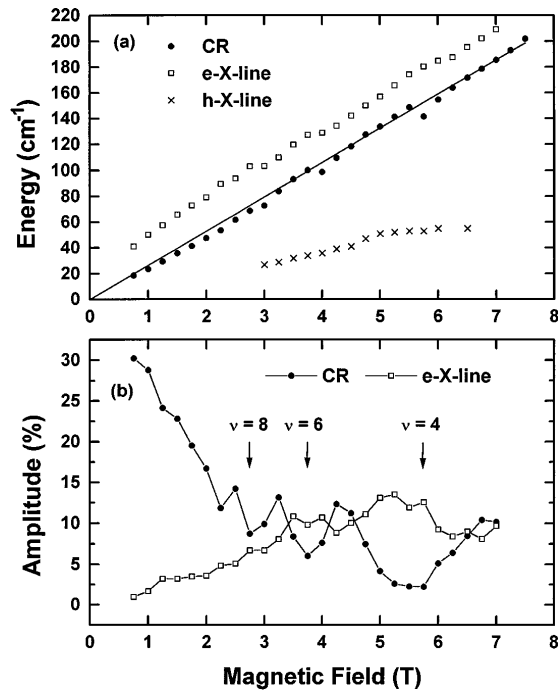 220
200
180
160
140
120
100
80
60
40
20
0
Energy (cm⁻¹)
(a)
CR
e-X-line
h-X-line
0 1 2 3 4 5 6 7 8
30
25
20
15
10
5
0
Amplitude (%)
(b)
CR e-X-line
ν = 8 ν = 6 ν = 4
0 1 2 3 4 5 6 7 8
Magnetic Field (T)